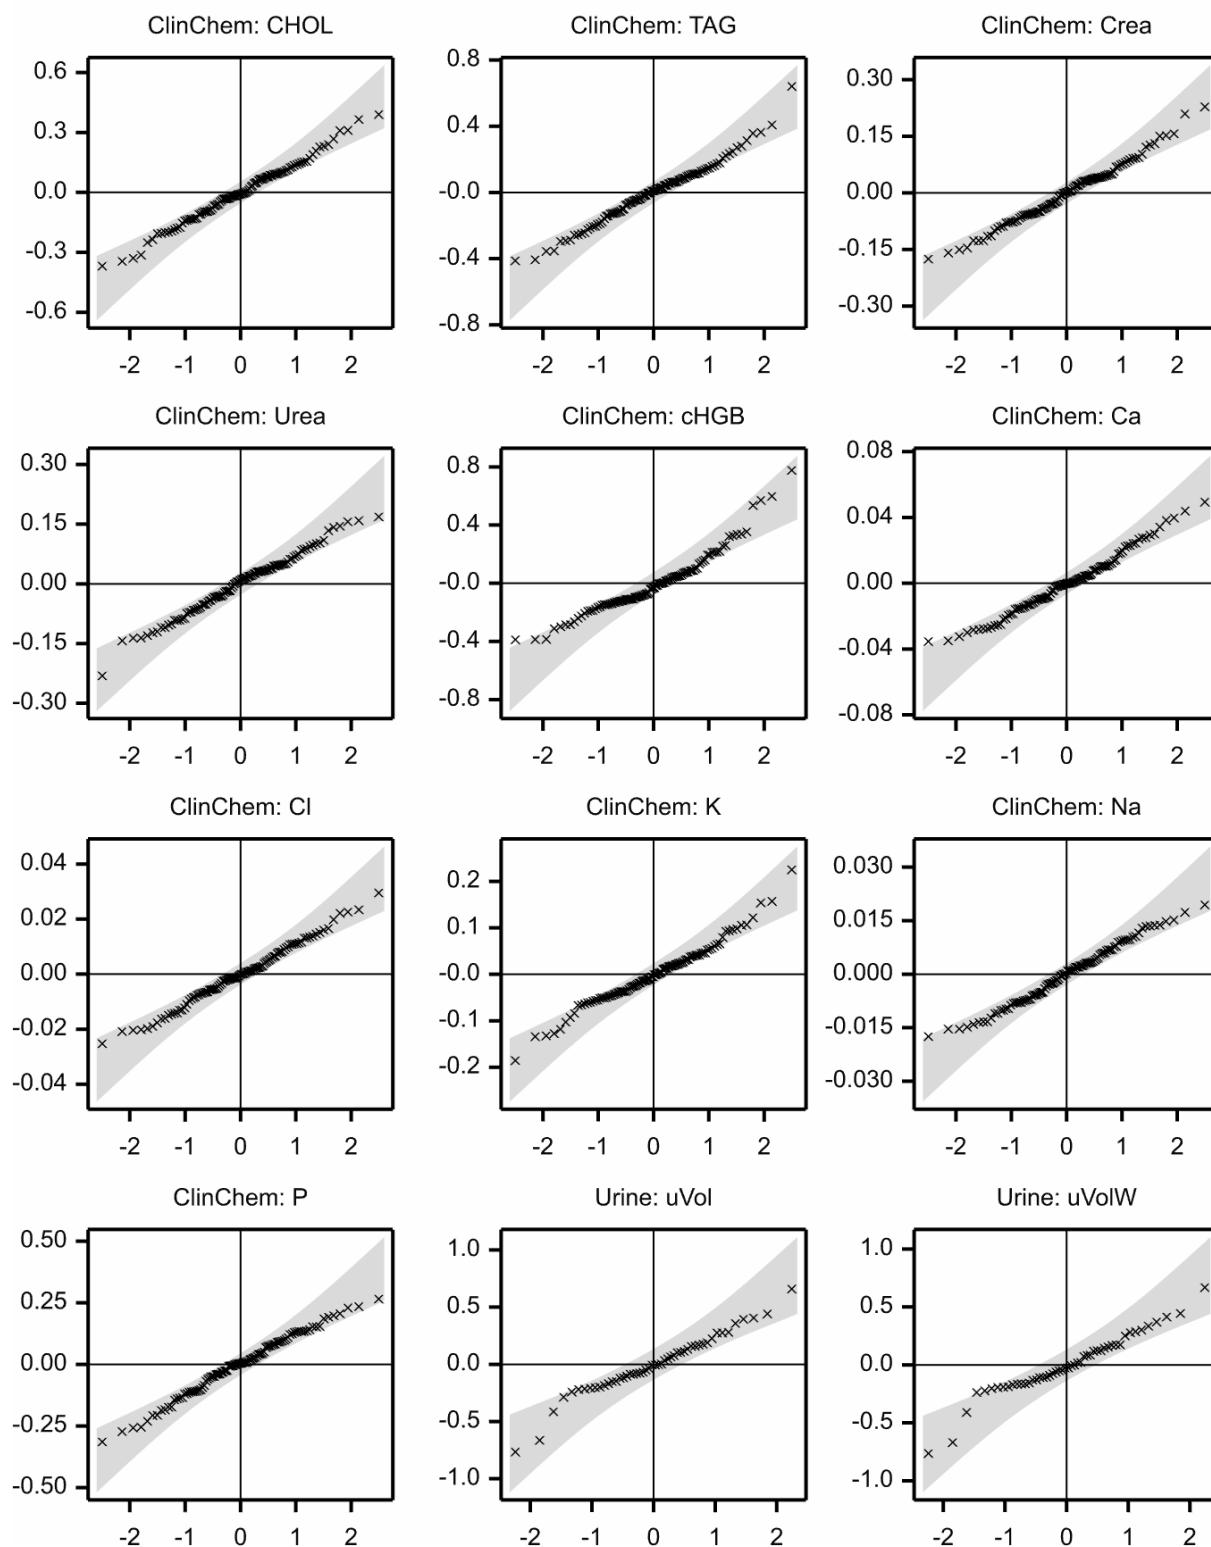 ClinChem: CHOL ClinChem: TAG ClinChem: Crea
0.6 0.8 0.30
0.3 0.4 0.15
0.0 -0.0 0.00
-0.3 -0.4 -0.15
-0.6 -0.8 -0.30
-2 -1 0 1 2 -2 -1 0 1 2 -2 -1 0 1 2
ClinChem: Urea ClinChem: cHGB ClinChem: Ca
0.30 0.8 0.08
0.15 0.4 0.04
0.00 -0.0 0.00
-0.15 -0.4 -0.04
-0.30 -0.8 -0.08
-2 -1 0 1 2 -2 -1 0 1 2 -2 -1 0 1 2
ClinChem: Cl ClinChem: K ClinChem: Na
0.04 0.2 0.030
0.02 0.1 0.015
0.00 -0.0 0.000
-0.02 -0.1 -0.015
-0.04 -0.2 -0.030
-2 -1 0 1 2 -2 -1 0 1 2 -2 -1 0 1 2
ClinChem: P Urine: uVol Urine: uVolW
0.50 1.0 1.0
0.25 0.5 0.5
0.00 0.0 0.0
-0.25 -0.5 -0.5
-0.50 -1.0 -1.0
-2 -1 0 1 2 -2 -1 0 1 2 -2 -1 0 1 2